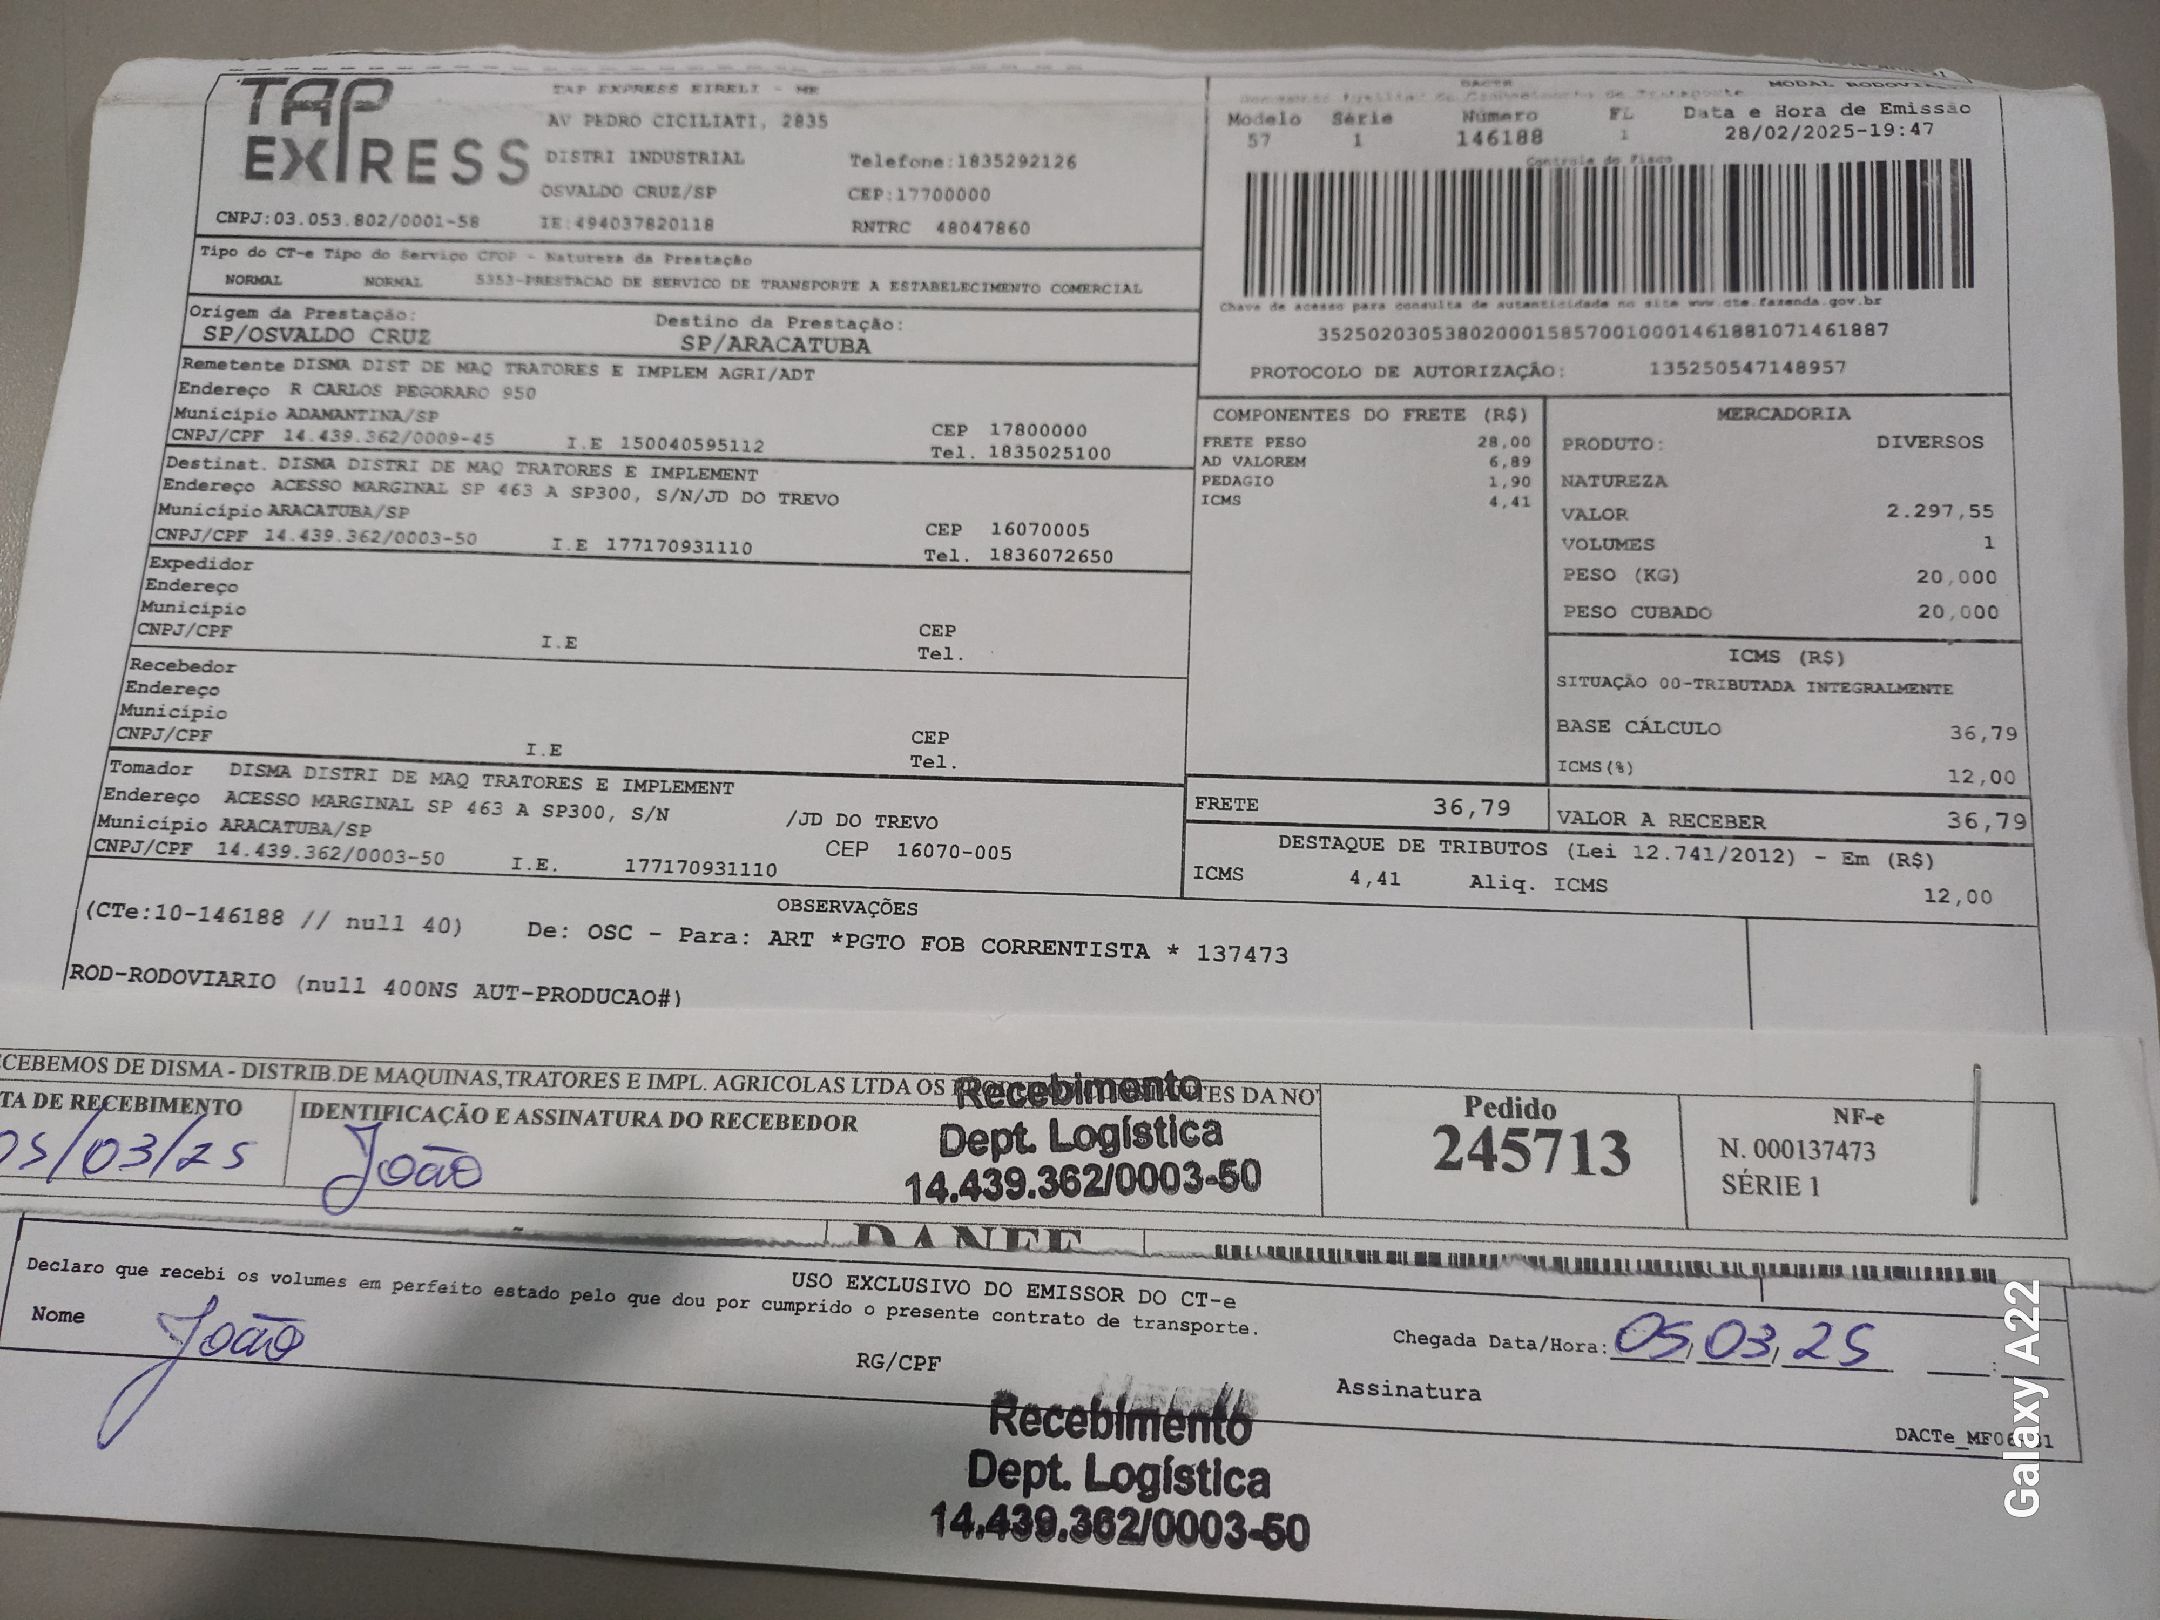 TAP EXPRESS
TAP EXPRESS EIRELI - ME
AV PEDRO CICILIATI, 2835
DISTRI INDUSTRIAL Telefone:1835292126
OSVALDO CRUZ/SP CEP:17700000
CNPJ:03.053.802/0001-58 IE:494037820118 RNTRC 48047860
DACTE MODAL
Modelo Série Número FL Data e Hora de Emissão
57 1 146188 1 28/02/2025-19:47
Controle do Fisco
Chave de acesso para consulta de autenticidade no site www.cte.fazenda.gov.br
35250203053802000158570010001461881071461887
PROTOCOLO DE AUTORIZAÇÃO: 135250547148957
Tipo do CT-e Tipo do Serviço CFOP - Natureza da Prestação
NORMAL NORMAL 5353-PRESTACAO DE SERVICO DE TRANSPORTE A ESTABELECIMENTO COMERCIAL
Origem da Prestação: Destino da Prestação:
SP/OSVALDO CRUZ SP/ARACATUBA
Remetente DISMA DIST DE MAQ TRATORES E IMPLEM AGRI/ADT
Endereço R CARLOS PEGORARO 950
Município ADAMANTINA/SP CEP 17800000
CNPJ/CPF 14.439.362/0009-45 I.E 150040595112 Tel. 1835025100
Destinat. DISMA DISTRI DE MAQ TRATORES E IMPLEMENT
Endereço ACESSO MARGINAL SP 463 A SP300, S/N/JD DO TREVO
Município ARACATUBA/SP CEP 16070005
CNPJ/CPF 14.439.362/0003-50 I.E 177170931110 Tel. 1836072650
Expedidor
Endereço
Município CEP
CNPJ/CPF I.E Tel.
Recebedor
Endereço
Município CEP
CNPJ/CPF I.E Tel.
Tomador DISMA DISTRI DE MAQ TRATORES E IMPLEMENT
Endereço ACESSO MARGINAL SP 463 A SP300, S/N /JD DO TREVO
Município ARACATUBA/SP CEP 16070-005
CNPJ/CPF 14.439.362/0003-50 I.E. 177170931110
COMPONENTES DO FRETE (R$)
FRETE PESO 28,00
AD VALOREM 6,89
PEDAGIO 1,90
ICMS 4,41
MERCADORIA
PRODUTO: DIVERSOS
NATUREZA
VALOR 2.297,55
VOLUMES 1
PESO (KG) 20,000
PESO CUBADO 20,000
ICMS (R$)
SITUAÇÃO 00-TRIBUTADA INTEGRALMENTE
BASE CÁLCULO 36,79
ICMS(%) 12,00
FRETE 36,79 VALOR A RECEBER 36,79
DESTAQUE DE TRIBUTOS (Lei 12.741/2012) - Em (R$)
ICMS 4,41 Aliq. ICMS 12,00
OBSERVAÇÕES
(CTe:10-146188 // null 40) De: OSC - Para: ART *PGTO FOB CORRENTISTA * 137473
ROD-RODOVIARIO (null 400NS AUT-PRODUCAO#)
CEBEMOS DE DISMA - DISTRIB.DE MAQUINAS,TRATORES E IMPL. AGRICOLAS LTDA OS DA NO
TA DE RECEBIMENTO IDENTIFICAÇÃO E ASSINATURA DO RECEBEDOR
05/03/25 João
Recebimento
Dept. Logística
14.439.362/0003-50
Pedido
245713
NF-e
N. 000137473
SÉRIE 1
DANFE
USO EXCLUSIVO DO EMISSOR DO CT-e
Declaro que recebi os volumes em perfeito estado pelo que dou por cumprido o presente contrato de transporte.
Nome João RG/CPF Chegada Data/Hora: 05/03/25 :
Assinatura
Recebimento
Dept. Logística
14.439.362/0003-50
Galaxy A22